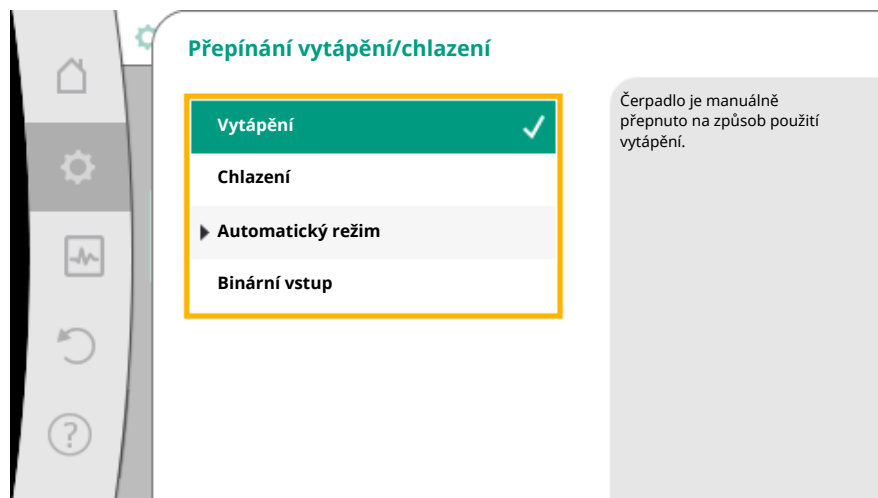 Přepínání vytápění/chlazení
Vytápění
Chlazení
Automatický režim
Binární vstup
Čerpadlo je manuálně
přepnuto na způsob použití
vytápění.
?